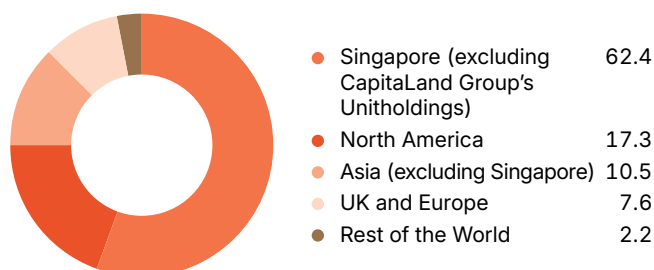 Singapore (excluding 62.4
CapitaLand Group's
Unitholdings)
North America 17.3
Asia (excluding Singapore) 10.5
UK and Europe 7.6
Rest of the World 2.2